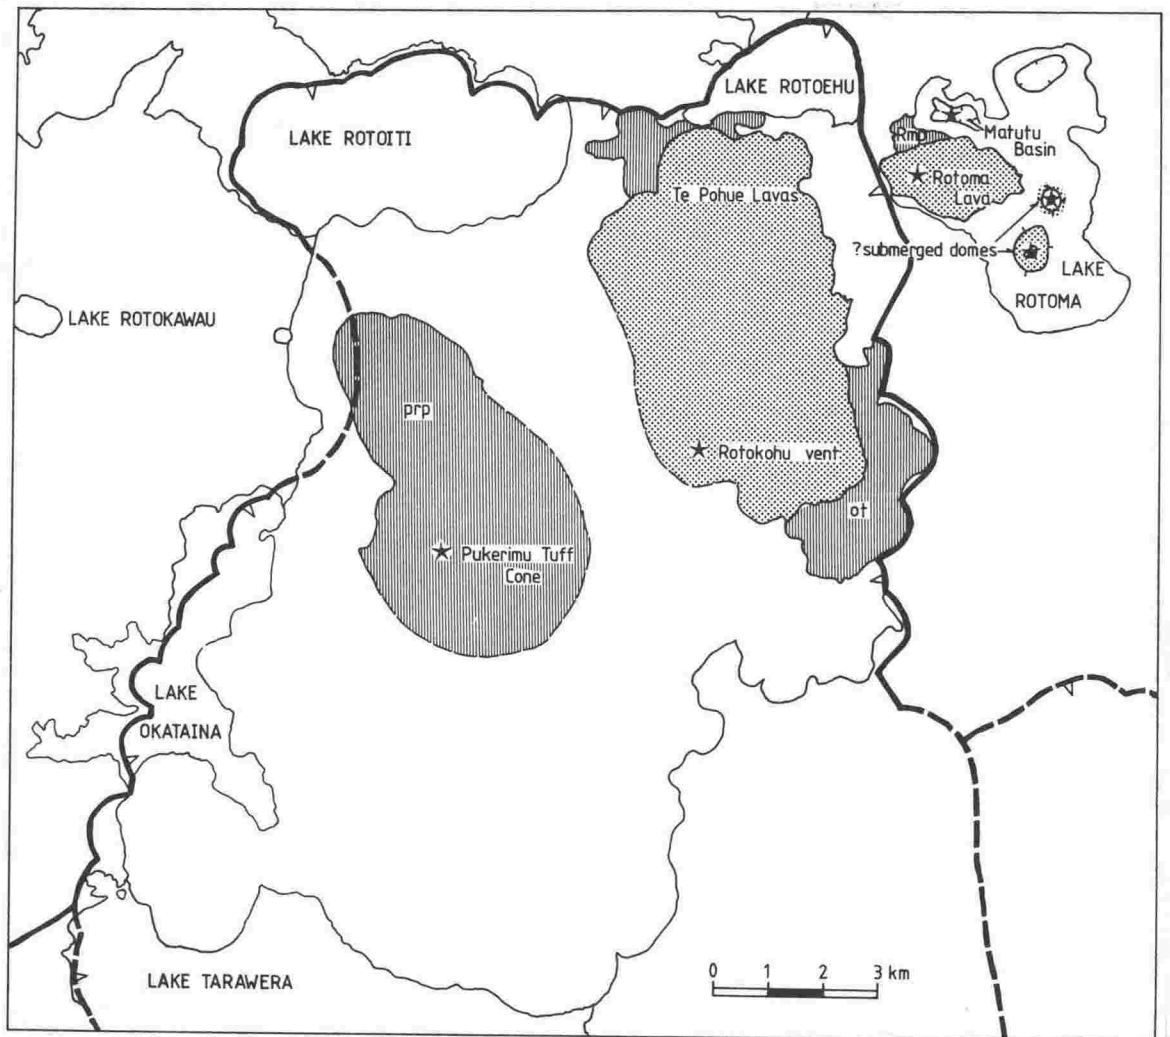 LAKE ROTOEHU
LAKE ROTOITI
Rmp
Matutu
Basin
Rotoma
Lava
Te Pohue Lavas
?submerged domes
LAKE
ROTOMA
LAKE ROTOKAWAU
prp
Rotokohu vent
ot
Pukerimu Tuff
Cone
LAKE
OKATAINA
LAKE TARAWERA
0 1 2 3 km